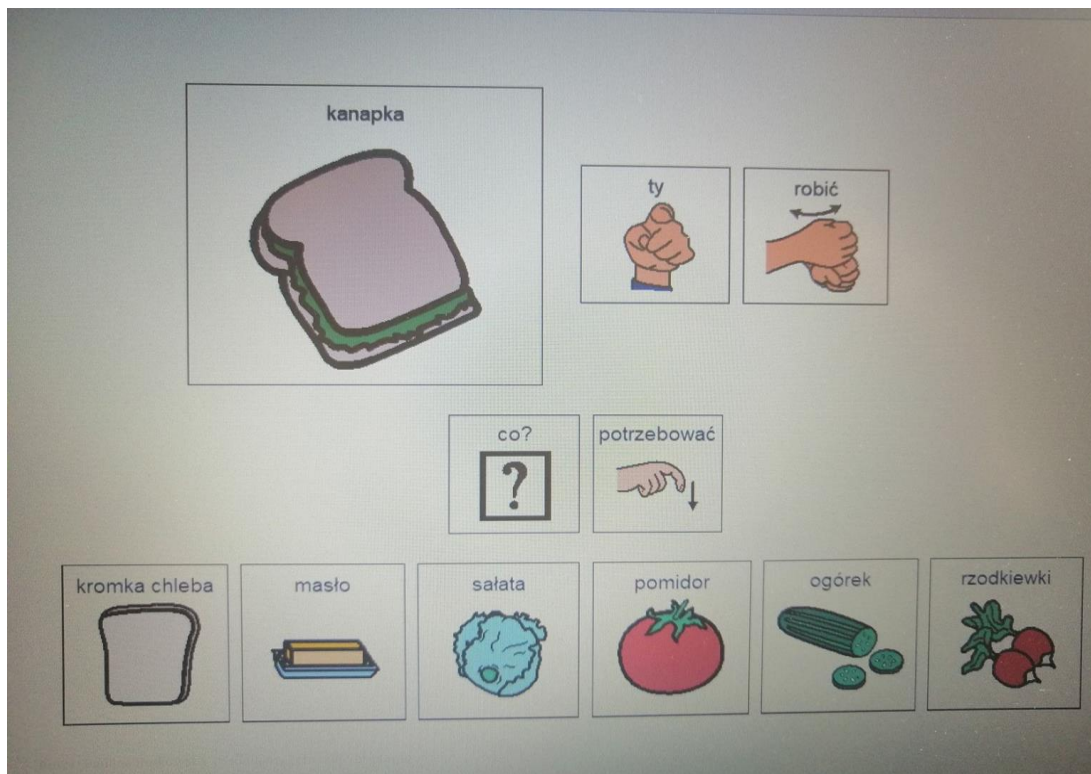 kanapka
ty
robić
co?
?
potrzebować
kromka chleba
masło
sałata
pomidor
ogórek
rzodkiewki